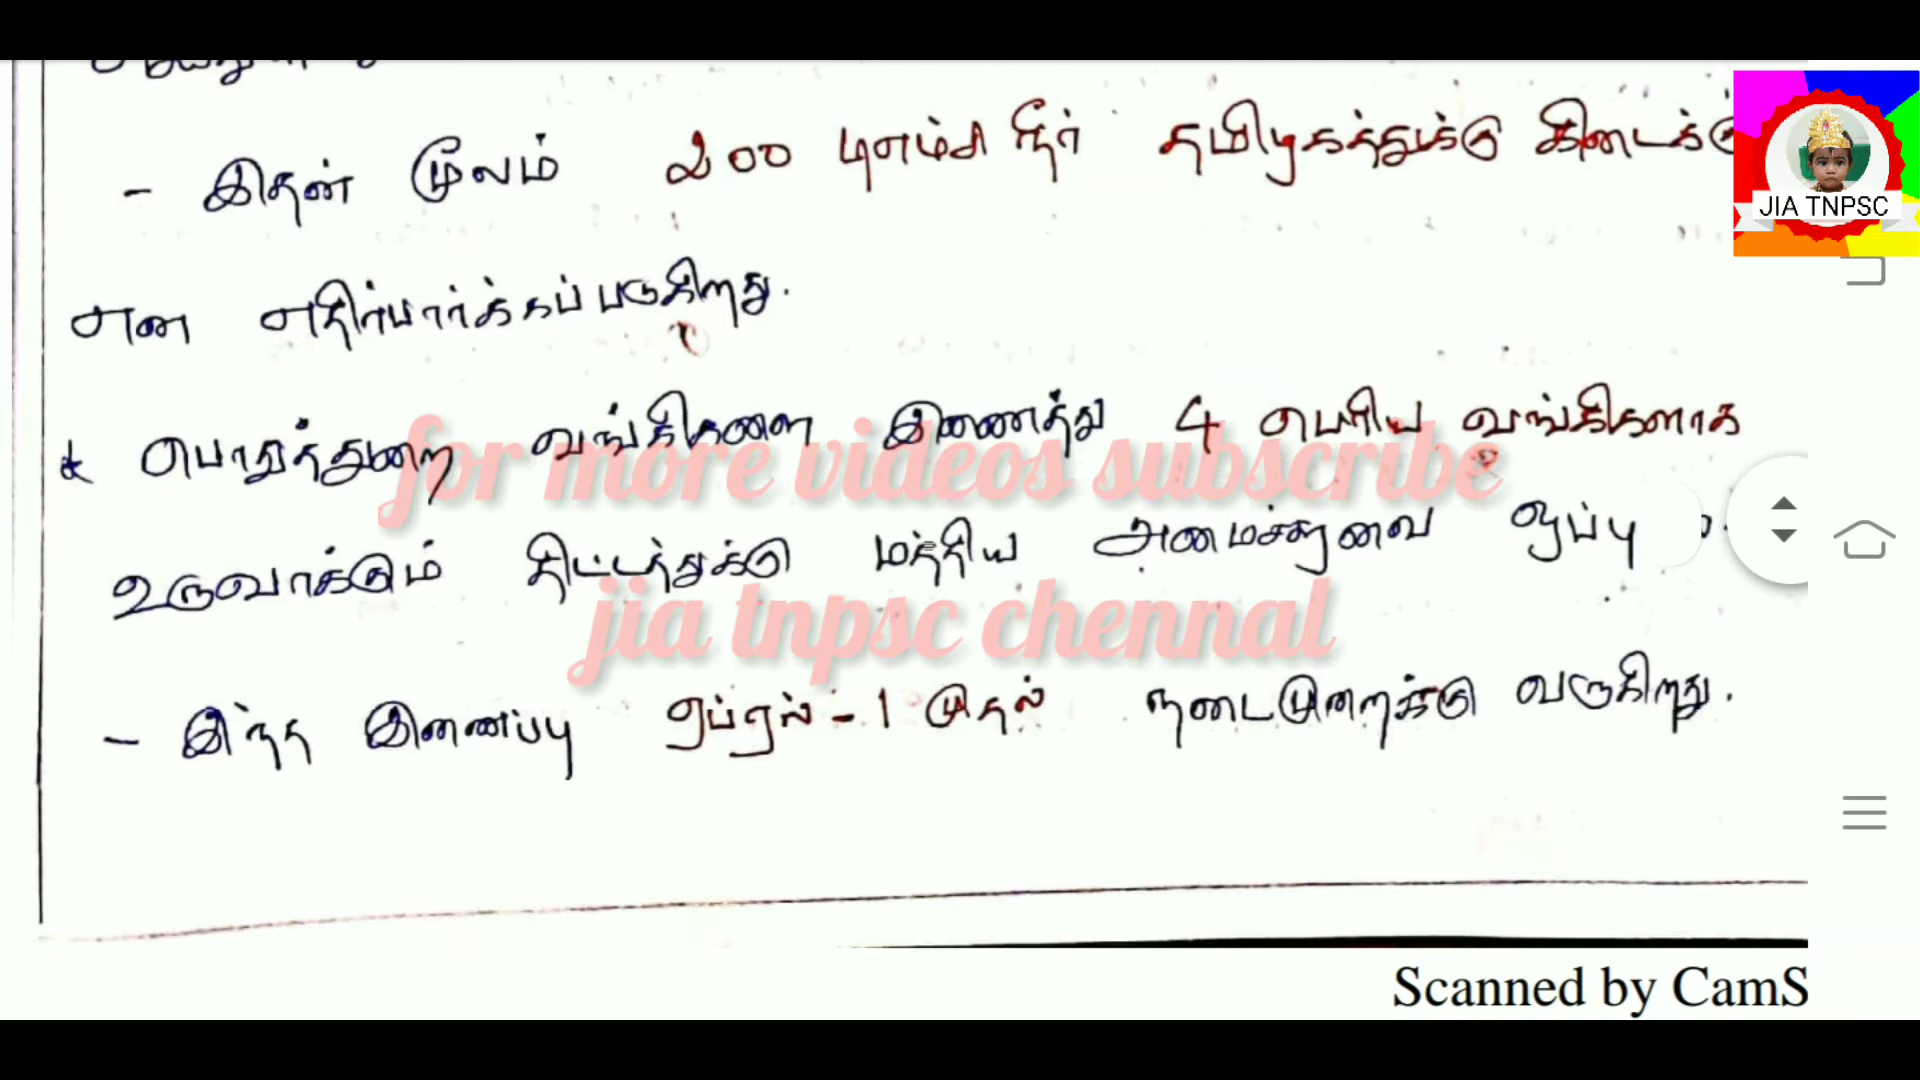 - இதன் மூலம் 200 டிஎம்சி நீர் தமிழகத்துக்கு
JIA TNPSC
என எதிர்பார்க்கப்படுகிறது.
* பொதுத்துறை வங்கிகளை இணைத்து 4 பெரிய வங்கிகளாக
for more videos subscribe
உருவாக்கும் திட்டத்துக்கு மத்திய அமைச்சரவை ஒப்பு
jia tnpsc chennal
- இந்த இணைப்பு ஏப்ரல் - 1 முதல் நடைமுறைக்கு வருகிறது.
Scanned by CamS